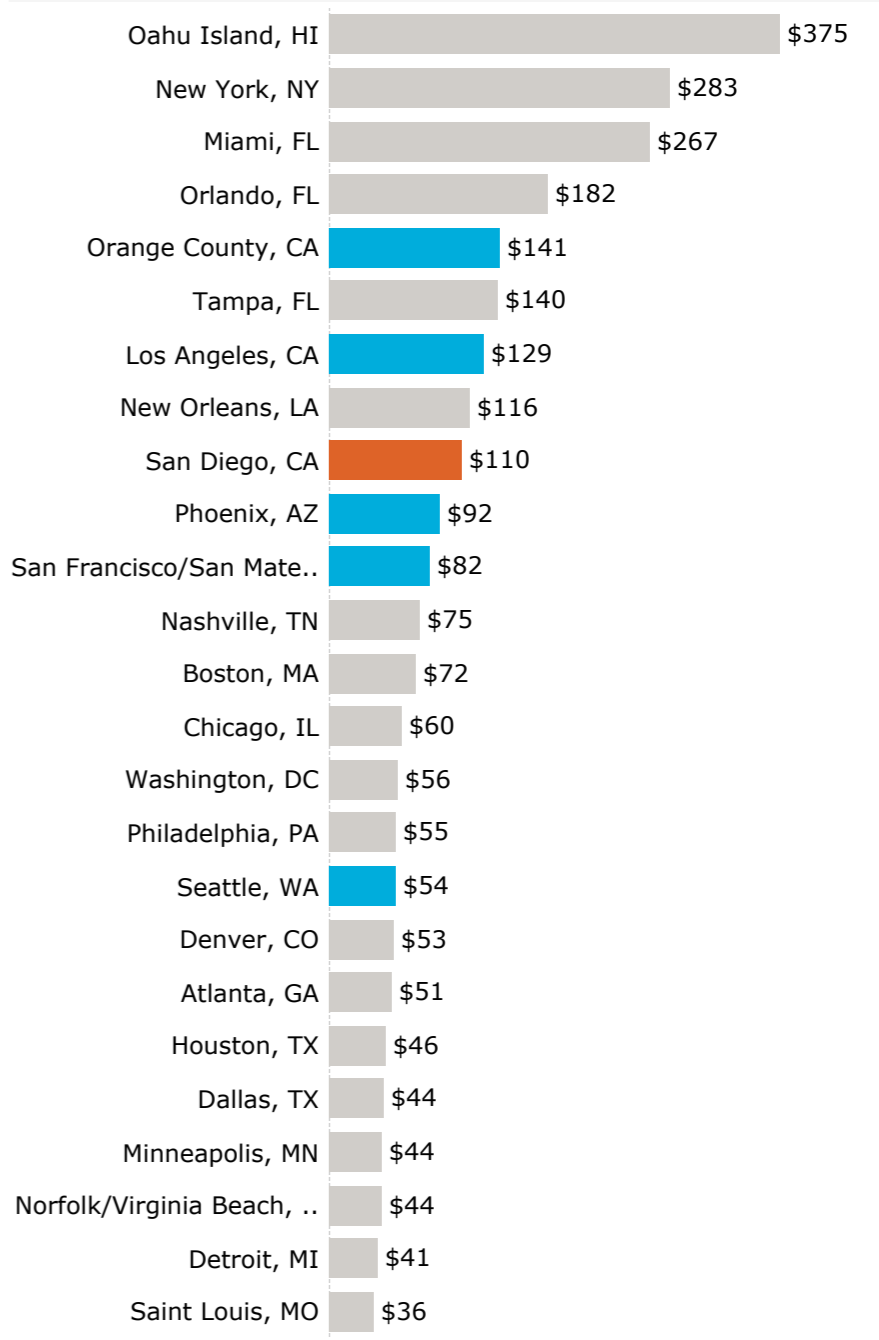 Oahu Island, HI $375
New York, NY $283
Miami, FL $267
Orlando, FL $182
Orange County, CA $141
Tampa, FL $140
Los Angeles, CA $129
New Orleans, LA $116
San Diego, CA $110
Phoenix, AZ $92
San Francisco/San Mate.. $82
Nashville, TN $75
Boston, MA $72
Chicago, IL $60
Washington, DC $56
Philadelphia, PA $55
Seattle, WA $54
Denver, CO $53
Atlanta, GA $51
Houston, TX $46
Dallas, TX $44
Minneapolis, MN $44
Norfolk/Virginia Beach, .. $44
Detroit, MI $41
Saint Louis, MO $36